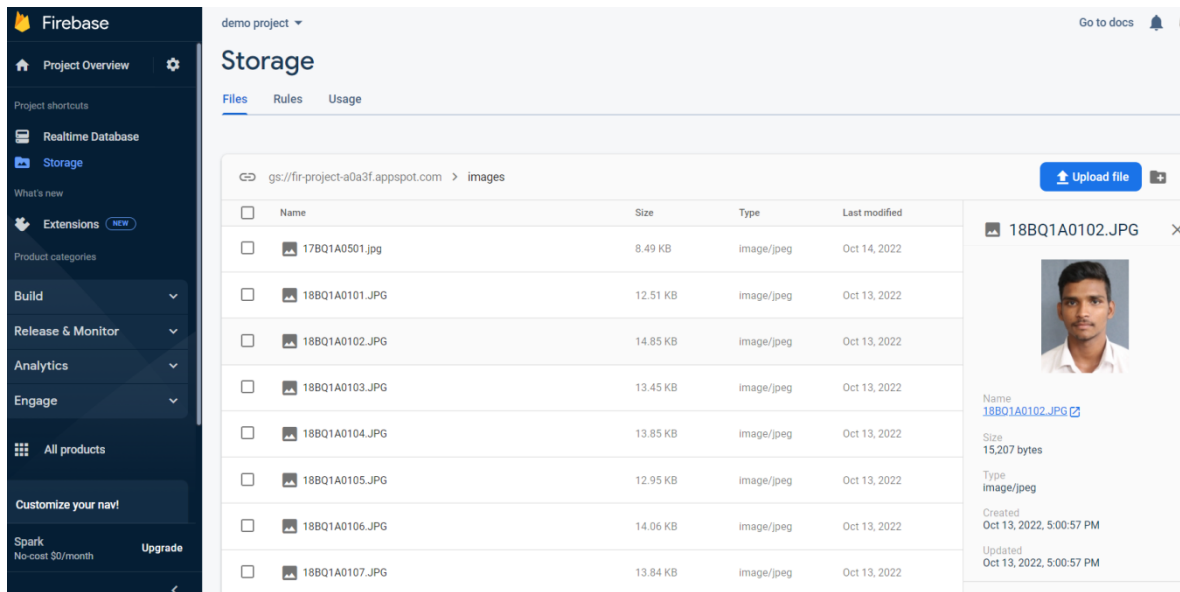 Firebase
Project Overview
Project shortcuts
Realtime Database
Storage
What's new
Extensions NEW
Product categories
Build
Release & Monitor
Analytics
Engage
All products
Customize your nav!
Spark
No-cost $0/month
Upgrade
demo project
Go to docs
Storage
Files Rules Usage
gs://fir-project-a0a3f.appspot.com > images
Upload file
Name Size Type Last modified
17BQ1A0501.jpg 8.49 KB image/jpeg Oct 14, 2022
18BQ1A0101.JPG 12.51 KB image/jpeg Oct 13, 2022
18BQ1A0102.JPG 14.85 KB image/jpeg Oct 13, 2022
18BQ1A0103.JPG 13.45 KB image/jpeg Oct 13, 2022
18BQ1A0104.JPG 13.85 KB image/jpeg Oct 13, 2022
18BQ1A0105.JPG 12.95 KB image/jpeg Oct 13, 2022
18BQ1A0106.JPG 14.06 KB image/jpeg Oct 13, 2022
18BQ1A0107.JPG 13.84 KB image/jpeg Oct 13, 2022
18BQ1A0102.JPG
Name
18BQ1A0102.JPG
Size
15,207 bytes
Type
image/jpeg
Created
Oct 13, 2022, 5:00:57 PM
Updated
Oct 13, 2022, 5:00:57 PM